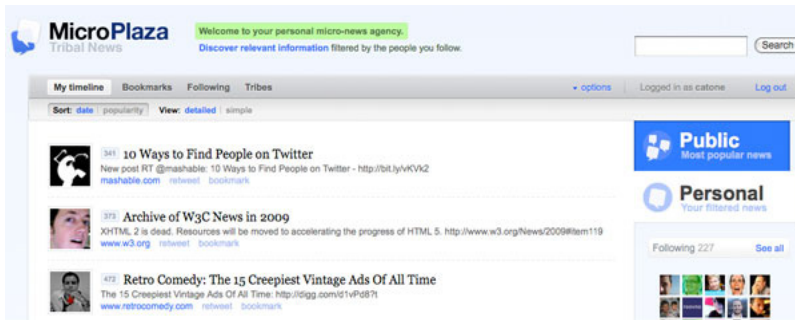 MicroPlaza
Tribal News
Welcome to your personal micro-news agency.
Discover relevant information filtered by the people you follow.
Search
My timeline Bookmarks Following Tribes
options Logged in as catone Log out
Sort: date popularity View: detailed simple
341 10 Ways to Find People on Twitter
New post RT @mashable: 10 Ways to Find People on Twitter - http://bit.ly/vKVk2
mashable.com retweet bookmark
373 Archive of W3C News in 2009
XHTML 2 is dead. Resources will be moved to accelerating the progress of HTML 5. http://www.w3.org/News/2009#item119
www.w3.org retweet bookmark
472 Retro Comedy: The 15 Creepiest Vintage Ads Of All Time
The 15 Creepiest Vintage Ads Of All Time: http://digg.com/d1vPd8?t
www.retrocomedy.com retweet bookmark
Public
Most popular news
Personal
Your filtered news
Following 227 See all